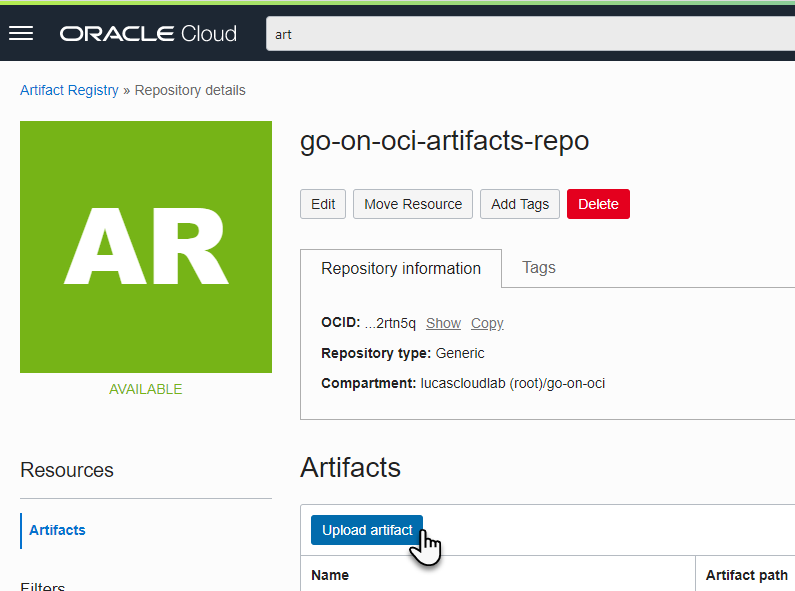 ORACLE Cloud
art
Artifact Registry » Repository details
AR
AVAILABLE
go-on-oci-artifacts-repo
Edit Move Resource Add Tags Delete
Repository information Tags
OCID: ...2rtn5q Show Copy
Repository type: Generic
Compartment: lucascloudlab (root)/go-on-oci
Resources
Artifacts
Filters
Artifacts
Upload artifact
Name Artifact path